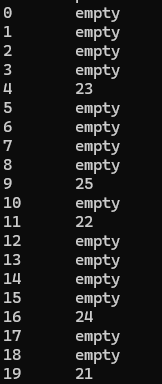 0 empty
1 empty
2 empty
3 empty
4 23
5 empty
6 empty
7 empty
8 empty
9 25
10 empty
11 22
12 empty
13 empty
14 empty
15 empty
16 24
17 empty
18 empty
19 21